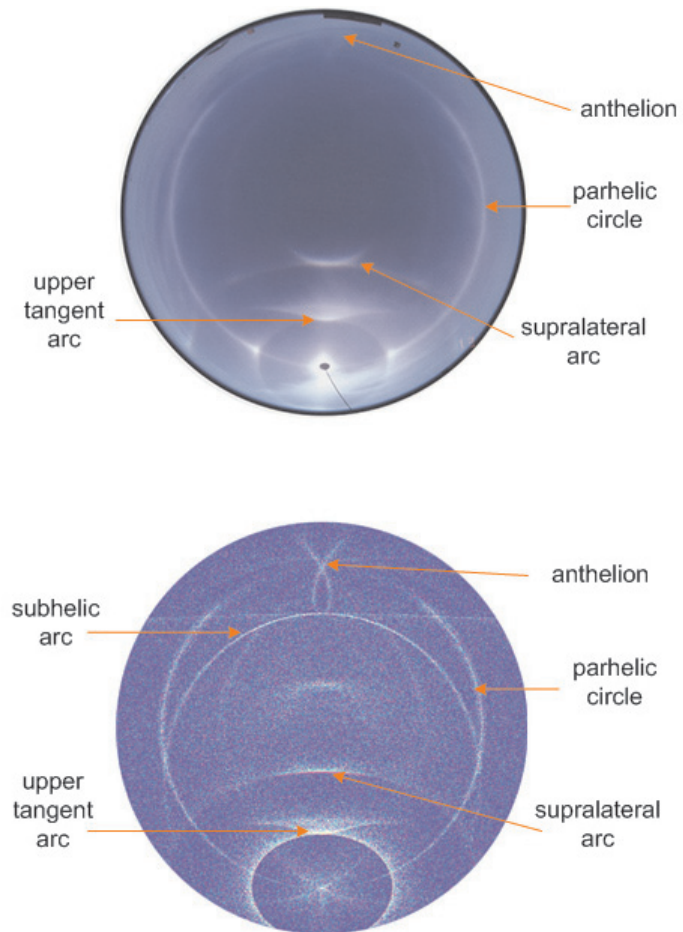 anthelion
parhelic
circle
upper
tangent
arc
supralateral
arc
anthelion
subhelic
arc
parhelic
circle
upper
tangent
arc
supralateral
arc